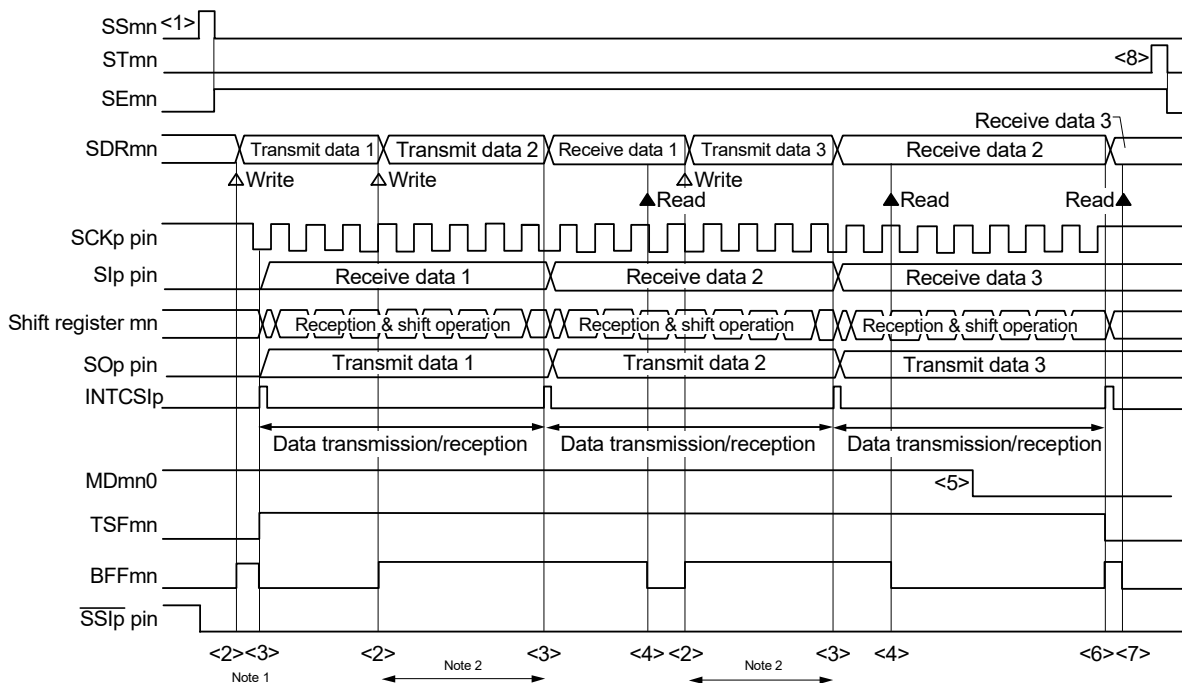 SSmn <1>
STmn <8>
SEmn
Receive data 3
SDRmn Transmit data 1 Transmit data 2 Receive data 1 Transmit data 3 Receive data 2
Write Write Write
Read Read Read
SCKp pin
SIp pin Receive data 1 Receive data 2 Receive data 3
Shift register mn Reception & shift operation Reception & shift operation Reception & shift operation
SOp pin Transmit data 1 Transmit data 2 Transmit data 3
INTCSIp
Data transmission/reception Data transmission/reception Data transmission/reception
MDmn0 <5>
TSFmn
BFFmn
SSIp pin
<2> <3> <2> <3> <4> <2> <3> <4> <6> <7>
Note 1 Note 2 Note 2